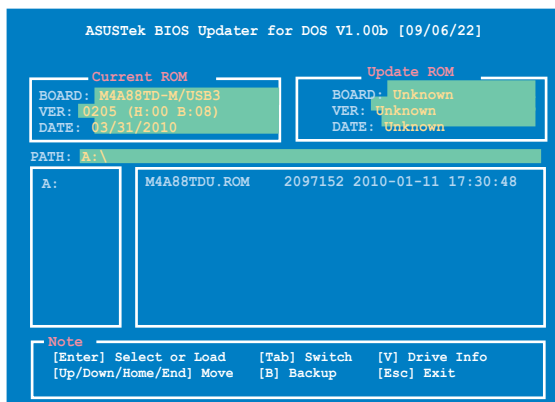 ASUSTek BIOS Updater for DOS V1.00b [09/06/22]
Current ROM
BOARD: M4A88TD-M/USB3
VER: 0205 (H:00 B:08)
DATE: 03/31/2010
Update ROM
BOARD: Unknown
VER: Unknown
DATE: Unknown
PATH: A:\
A:
M4A88TDU.ROM 2097152 2010-01-11 17:30:48
Note
[Enter] Select or Load [Tab] Switch [V] Drive Info
[Up/Down/Home/End] Move [B] Backup [Esc] Exit